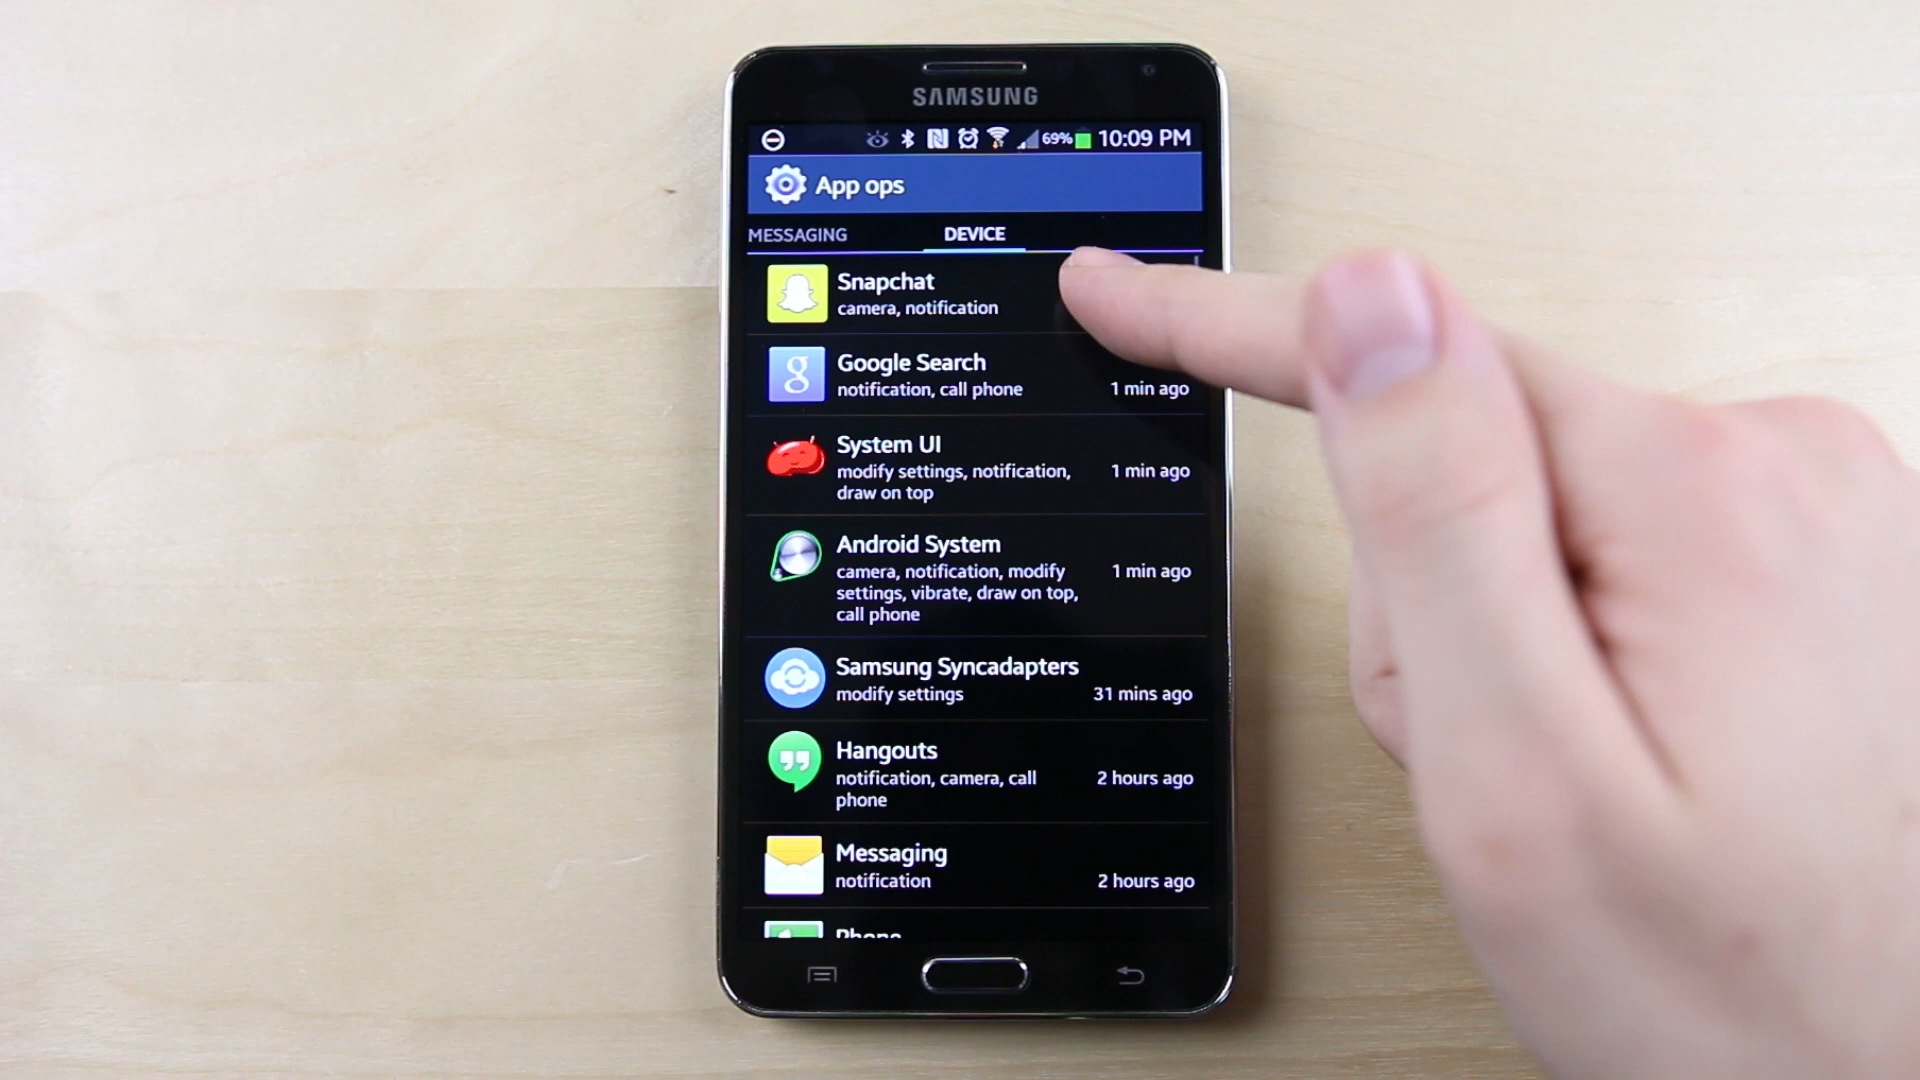 SAMSUNG
69% 10:09 PM
App ops
MESSAGING DEVICE
Snapchat
camera, notification
Google Search
notification, call phone 1 min ago
System UI
modify settings, notification, 1 min ago
draw on top
Android System
camera, notification, modify 1 min ago
settings, vibrate, draw on top,
call phone
Samsung Syncadapters
modify settings 31 mins ago
Hangouts
notification, camera, call 2 hours ago
phone
Messaging
notification 2 hours ago
Phone